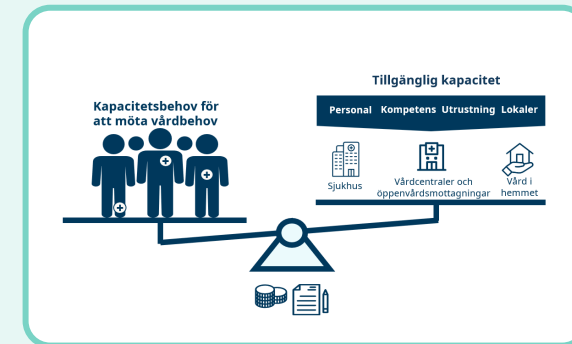 Tillgänglig kapacitet
Kapacitetsbehov för
att möta vårdbehov
Personal Kompetens Utrustning Lokaler
Sjukhus
Vårdcentraler och
öppenvårdsmottagningar
Vård i
hemmet